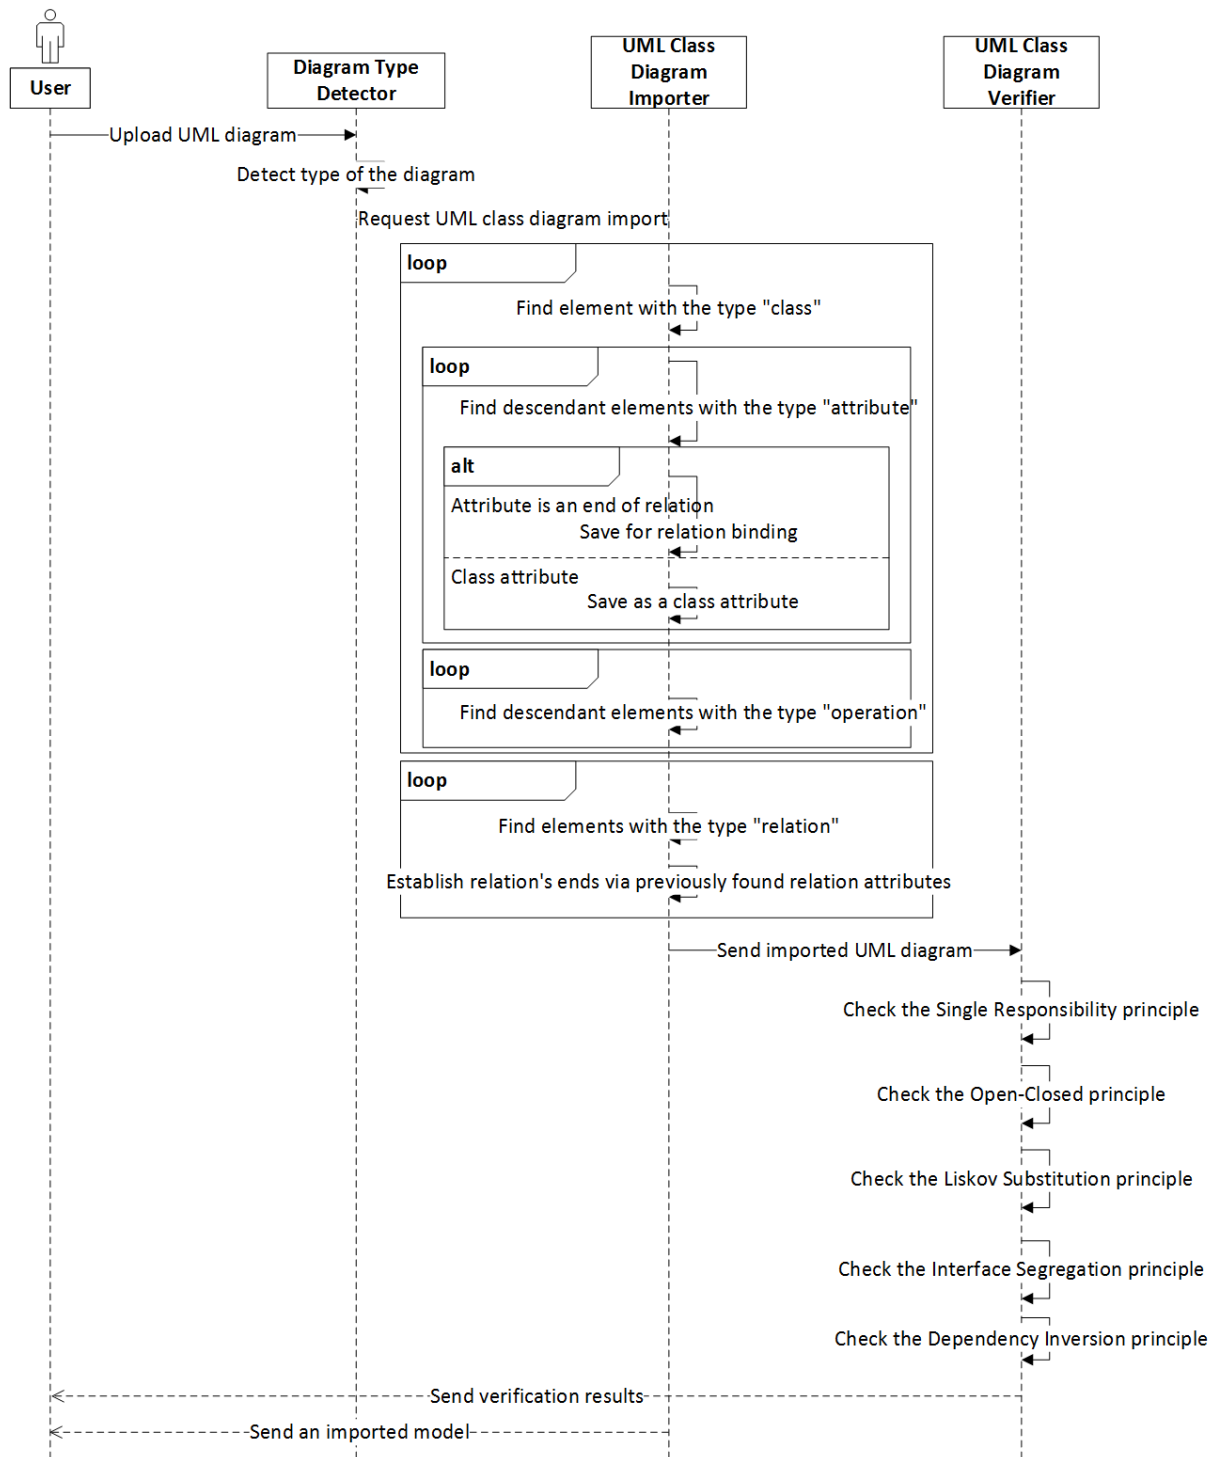 User
Diagram Type
Detector
UML Class
Diagram
Importer
UML Class
Diagram
Verifier
Upload UML diagram
Detect type of the diagram
Request UML class diagram import
loop
Find element with the type "class"
loop
Find descendant elements with the type "attribute"
alt
Attribute is an end of relation
Save for relation binding
Class attribute
Save as a class attribute
loop
Find descendant elements with the type "operation"
loop
Find elements with the type "relation"
Establish relation's ends via previously found relation attributes
Send imported UML diagram
Check the Single Responsibility principle
Check the Open-Closed principle
Check the Liskov Substitution principle
Check the Interface Segregation principle
Check the Dependency Inversion principle
Send verification results
Send an imported model